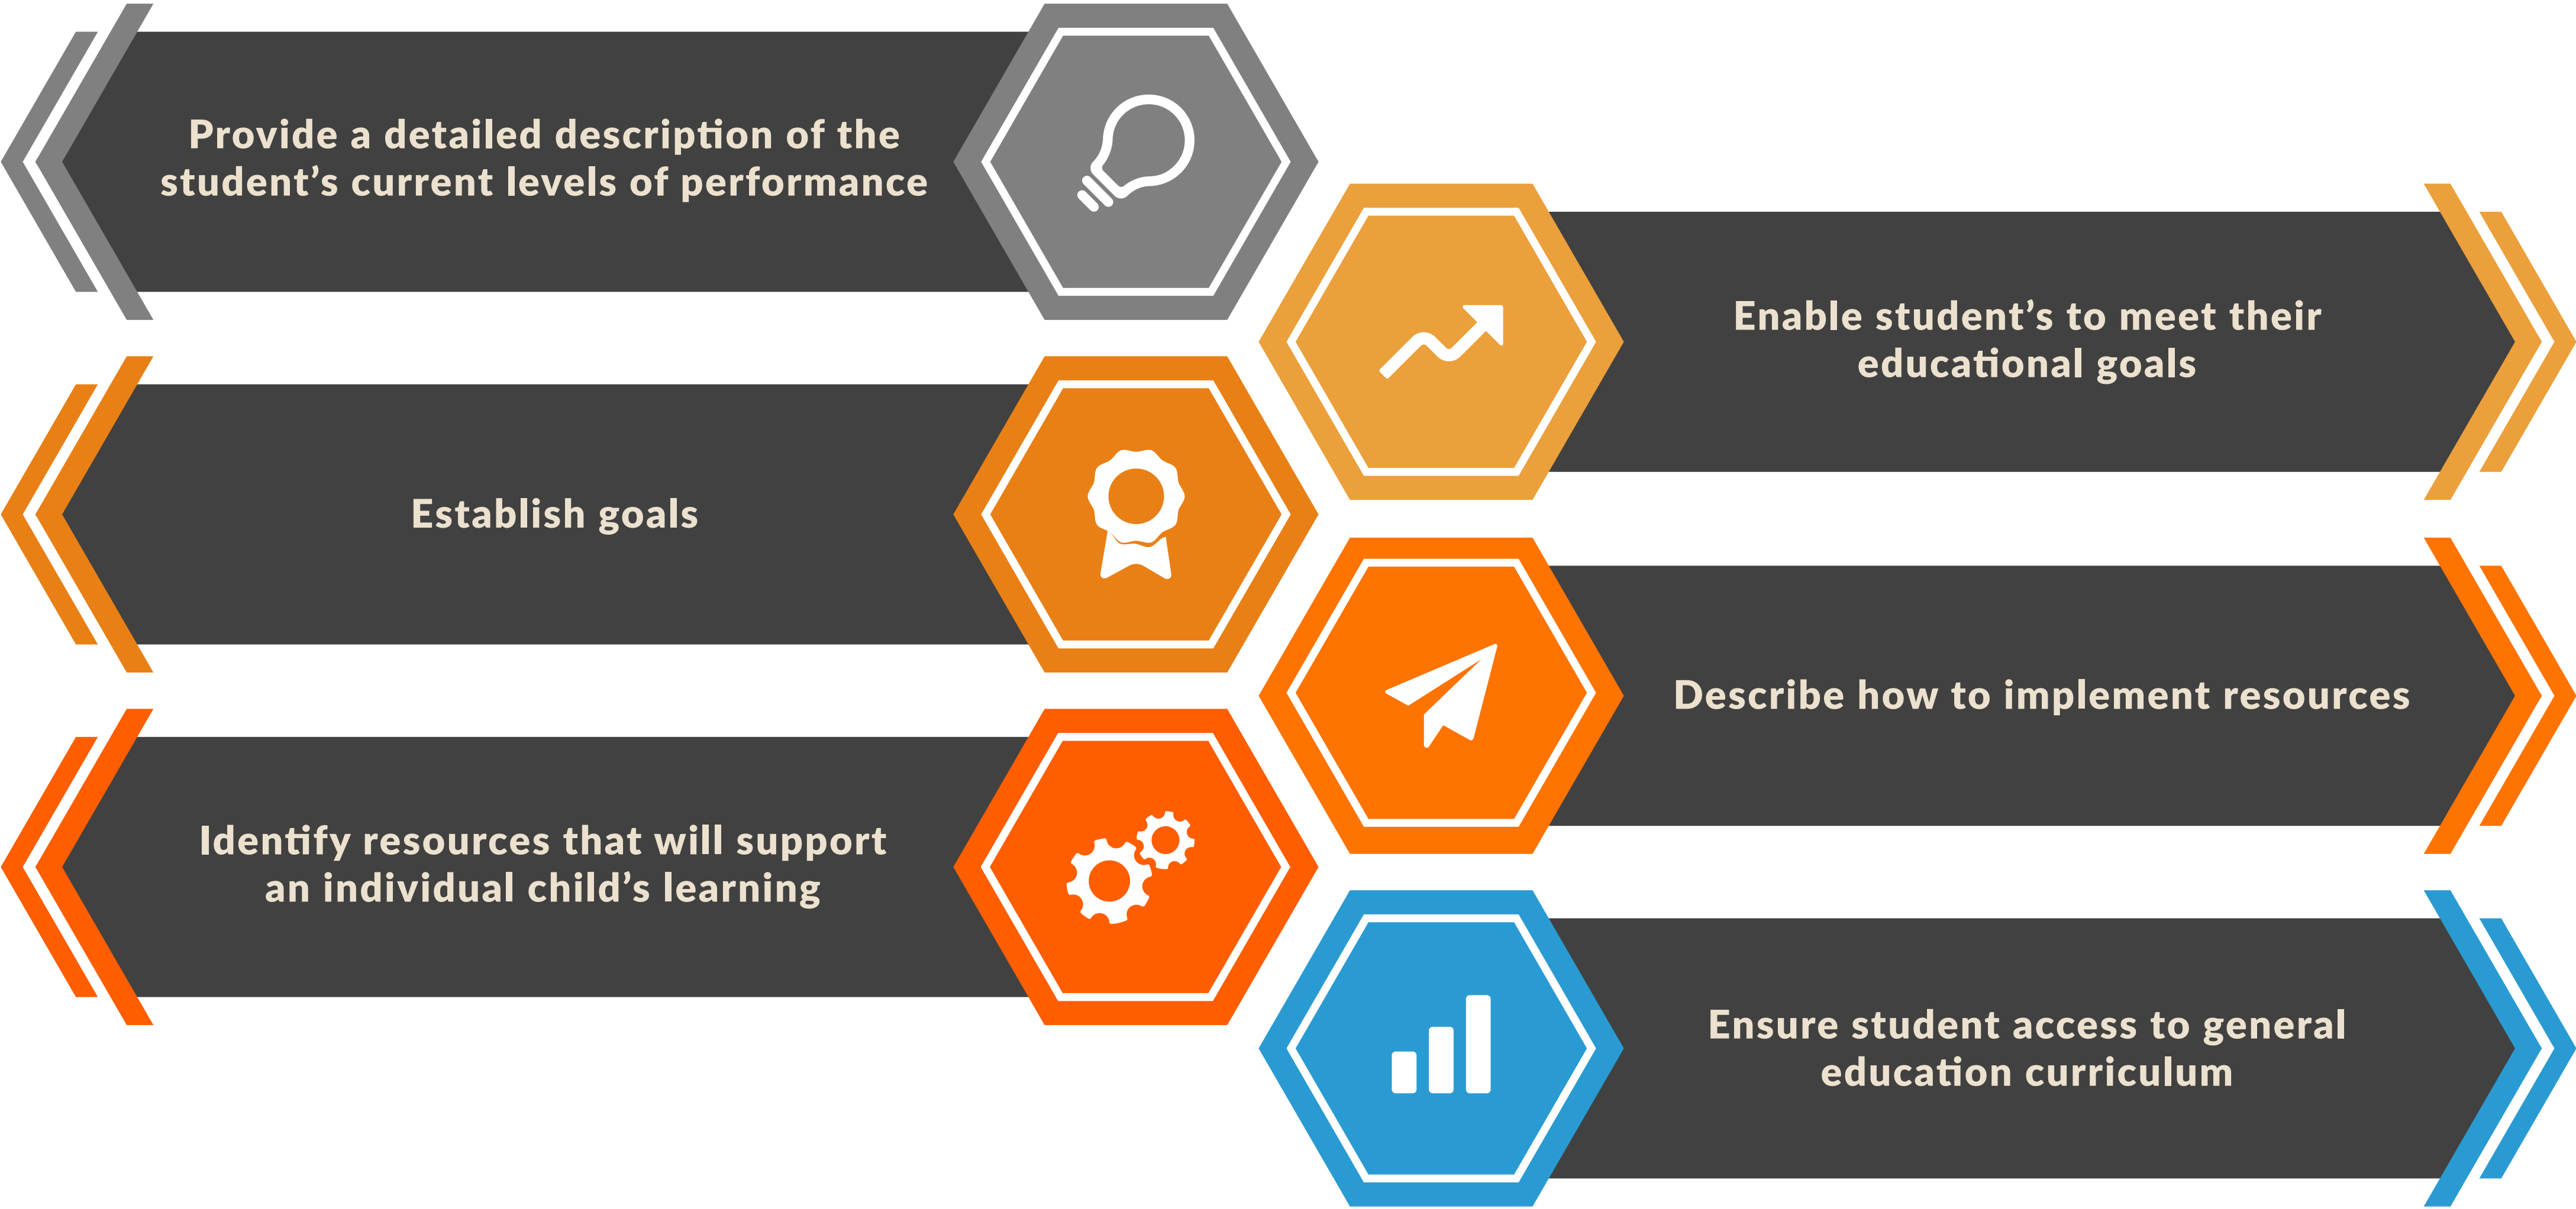 Provide a detailed description of the
student’s current levels of performance
Enable student’s to meet their
educational goals
Establish goals
Describe how to implement resources
Identify resources that will support
an individual child’s learning
Ensure student access to general
education curriculum